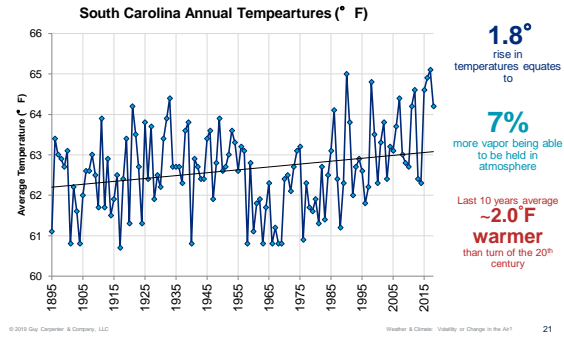 South Carolina Annual Tempeartures (° F)
Average Temperature (° F)
66
65
64
63
62
61
60
1895
1905
1915
1925
1935
1945
1955
1965
1975
1985
1995
2005
2015
1.8°
rise in
temperatures equates
to
7%
more vapor being able
to be held in
atmosphere
Last 10 years average
~2.0°F
warmer
than turn of the 20th
century
© 2019 Guy Carpenter & Company, LLC
Weather & Climate: Volatility or Change in the Air?
21